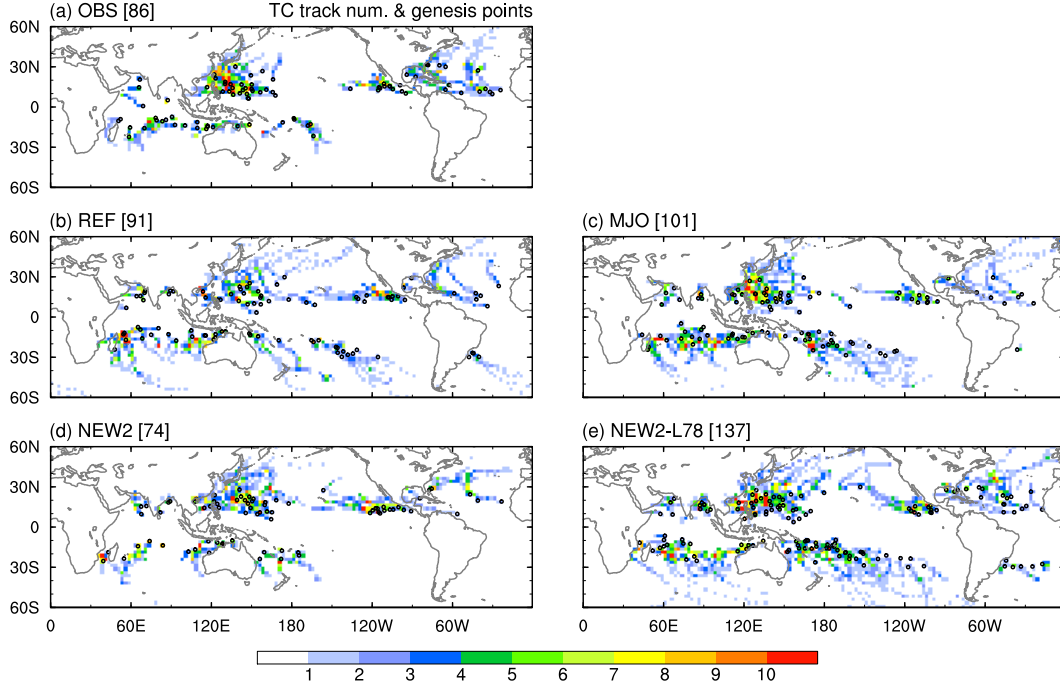 (a) OBS [86] TC track num. & genesis points
60N
30N
0
30S
60S
(b) REF [91] (c) MJO [101]
60N
30N
0
30S
60S
(d) NEW2 [74] (e) NEW2-L78 [137]
60N
30N
0
30S
60S
0 60E 120E 180 120W 60W 0 60E 120E 180 120W 60W
1 2 3 4 5 6 7 8 9 10